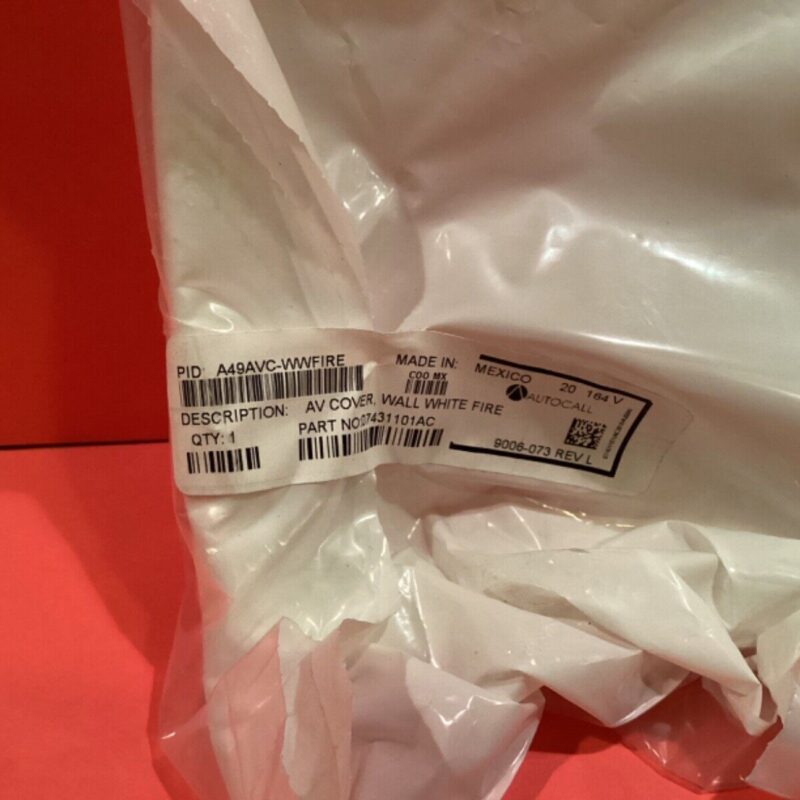 PID: A49AVC-WWFIRE
MADE IN: MEXICO
COO MX
20 184 V
AUTOCALL
DESCRIPTION: AV COVER, WALL WHITE FIRE
QTY: 1
PART NO:07431101AC
9006-073 REV L